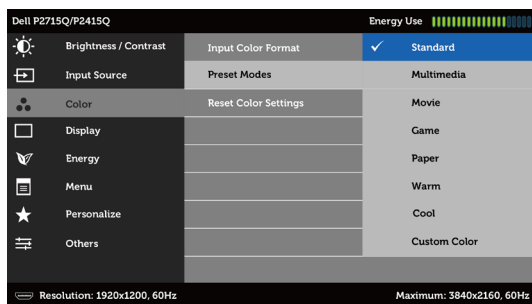 Dell P2715Q/P2415Q
Energy Use
Brightness / Contrast
Input Color Format
Standard
Input Source
Preset Modes
Multimedia
Color
Reset Color Settings
Movie
Display
Game
Energy
Paper
Menu
Warm
Personalize
Cool
Others
Custom Color
Resolution: 1920x1200, 60Hz
Maximum: 3840x2160, 60Hz